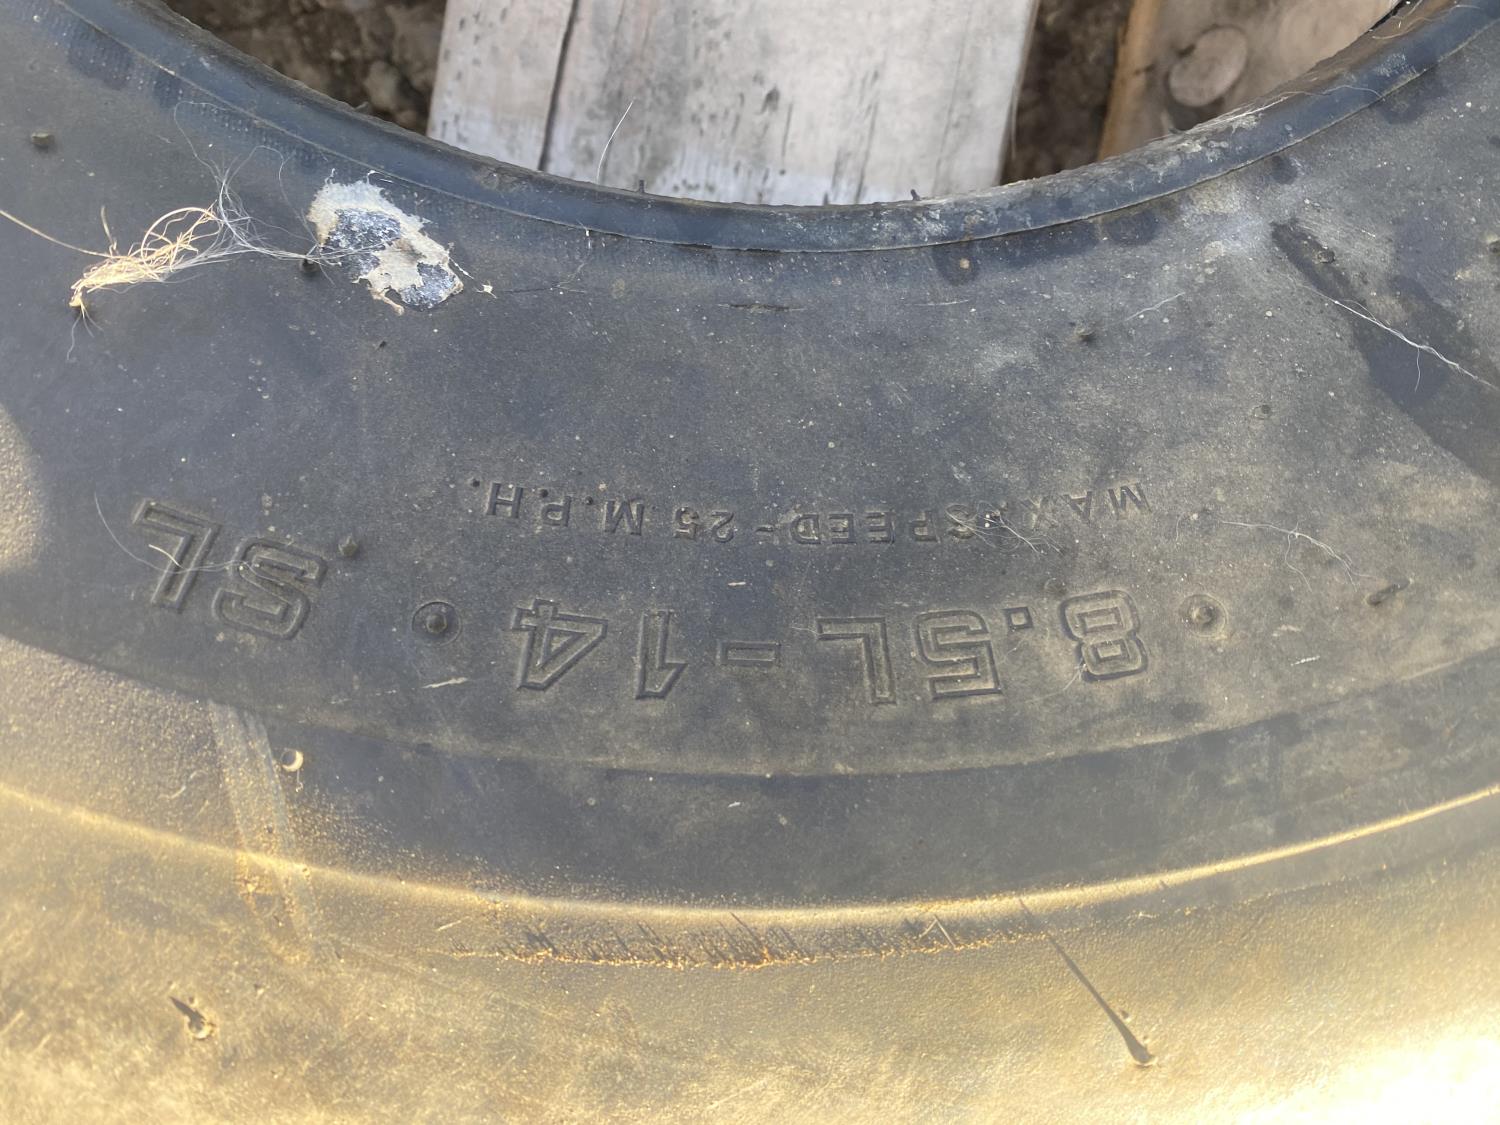 8.5L-14 SL
MAX. SPEED-25 M.P.H.